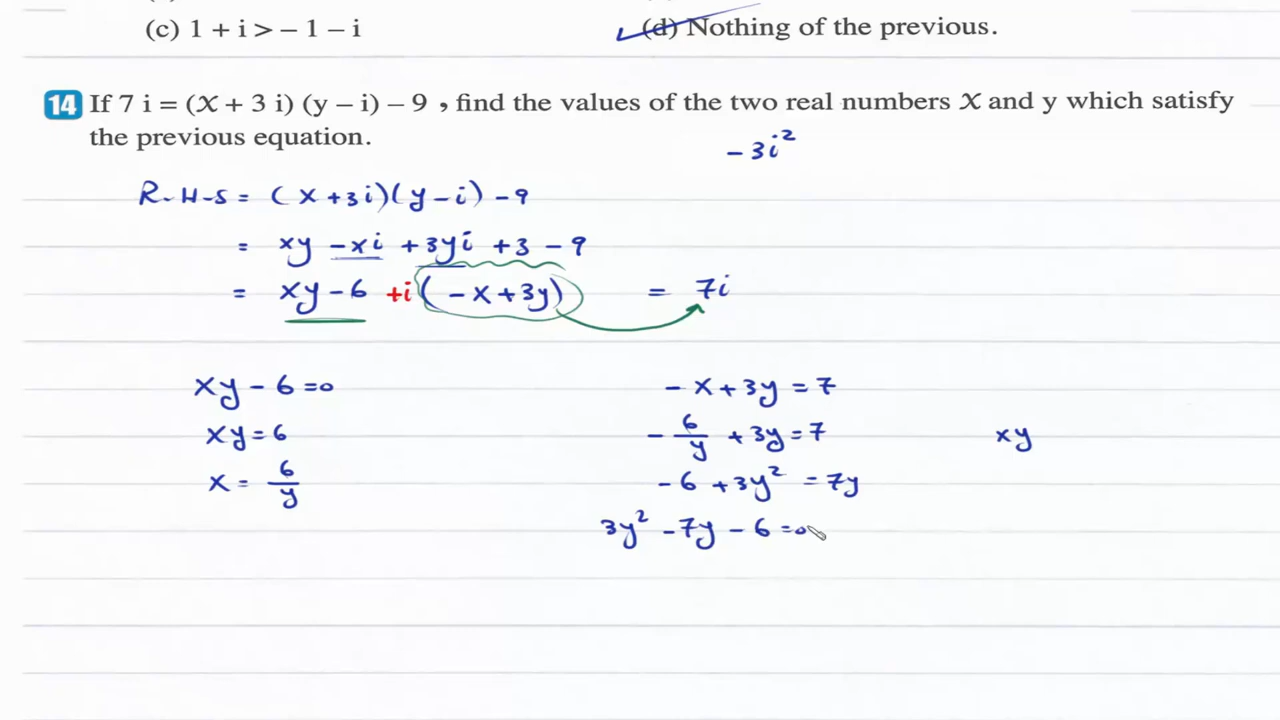 (c) 1 + i > – 1 – i
(d) Nothing of the previous.
14 If 7 i = (X + 3 i) (y – i) – 9 , find the values of the two real numbers X and y which satisfy
the previous equation.
-3i²
R-H-S = (x+3i)(y-i) -9
= xy -xi +3yi +3 -9
= xy-6 +i(-x+3y) = 7i
xy-6=0
-x+3y=7
xy=6
-6/y +3y=7
xy
x = 6/y
-6 +3y² =7y
3y² -7y -6 =0